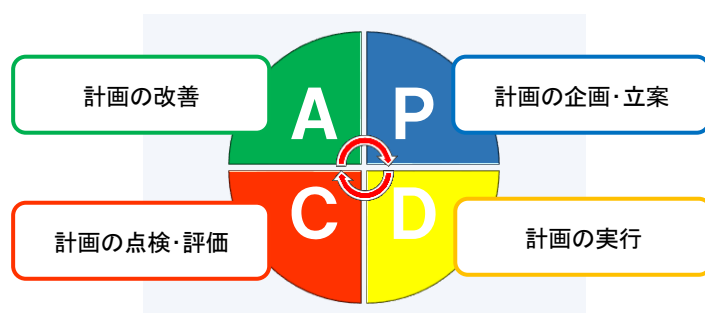 計画の改善
A
P
計画の企画・立案
計画の点検・評価
C
D
計画の実行